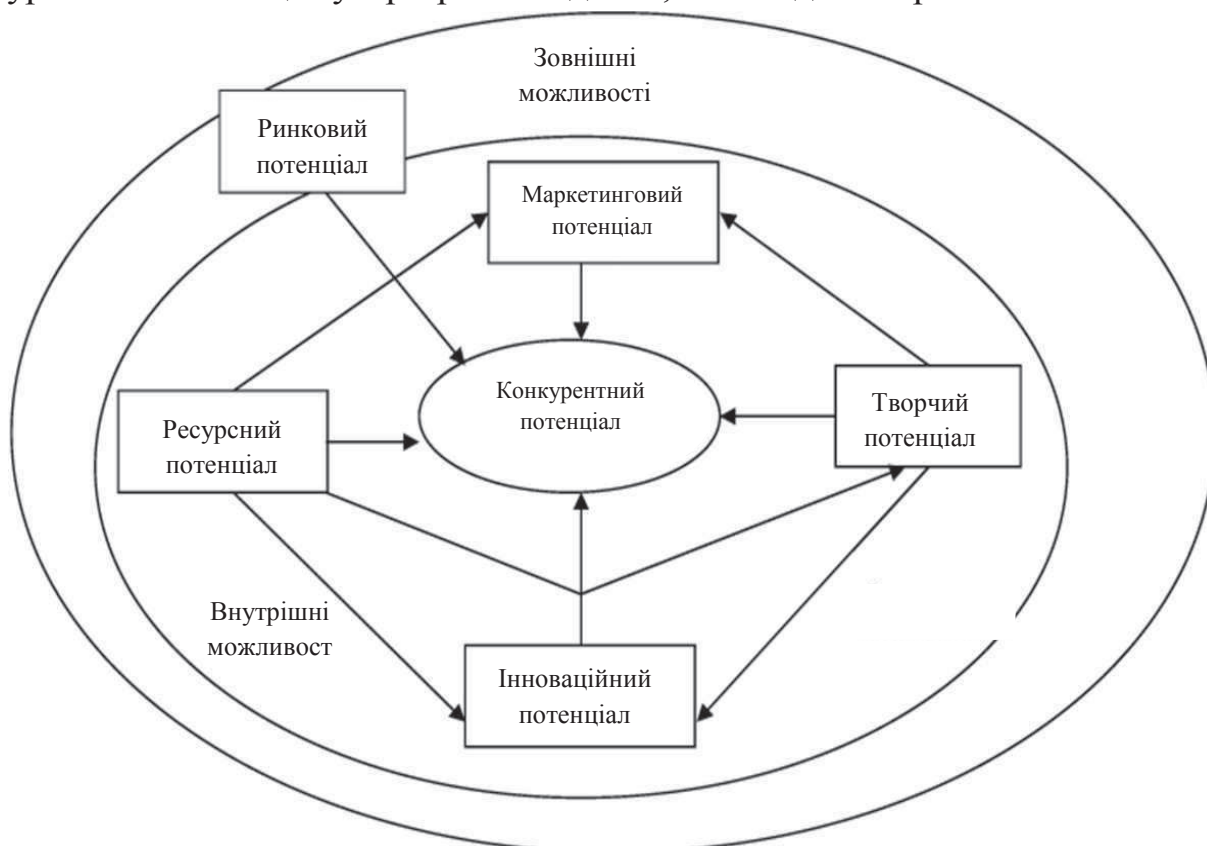 Зовнішні
можливості
Ринковий
потенціал
Маркетинговий
потенціал
Конкурентний
потенціал
Творчий
потенціал
Ресурсний
потенціал
Внутрішні
можливост
Інноваційний
потенціал